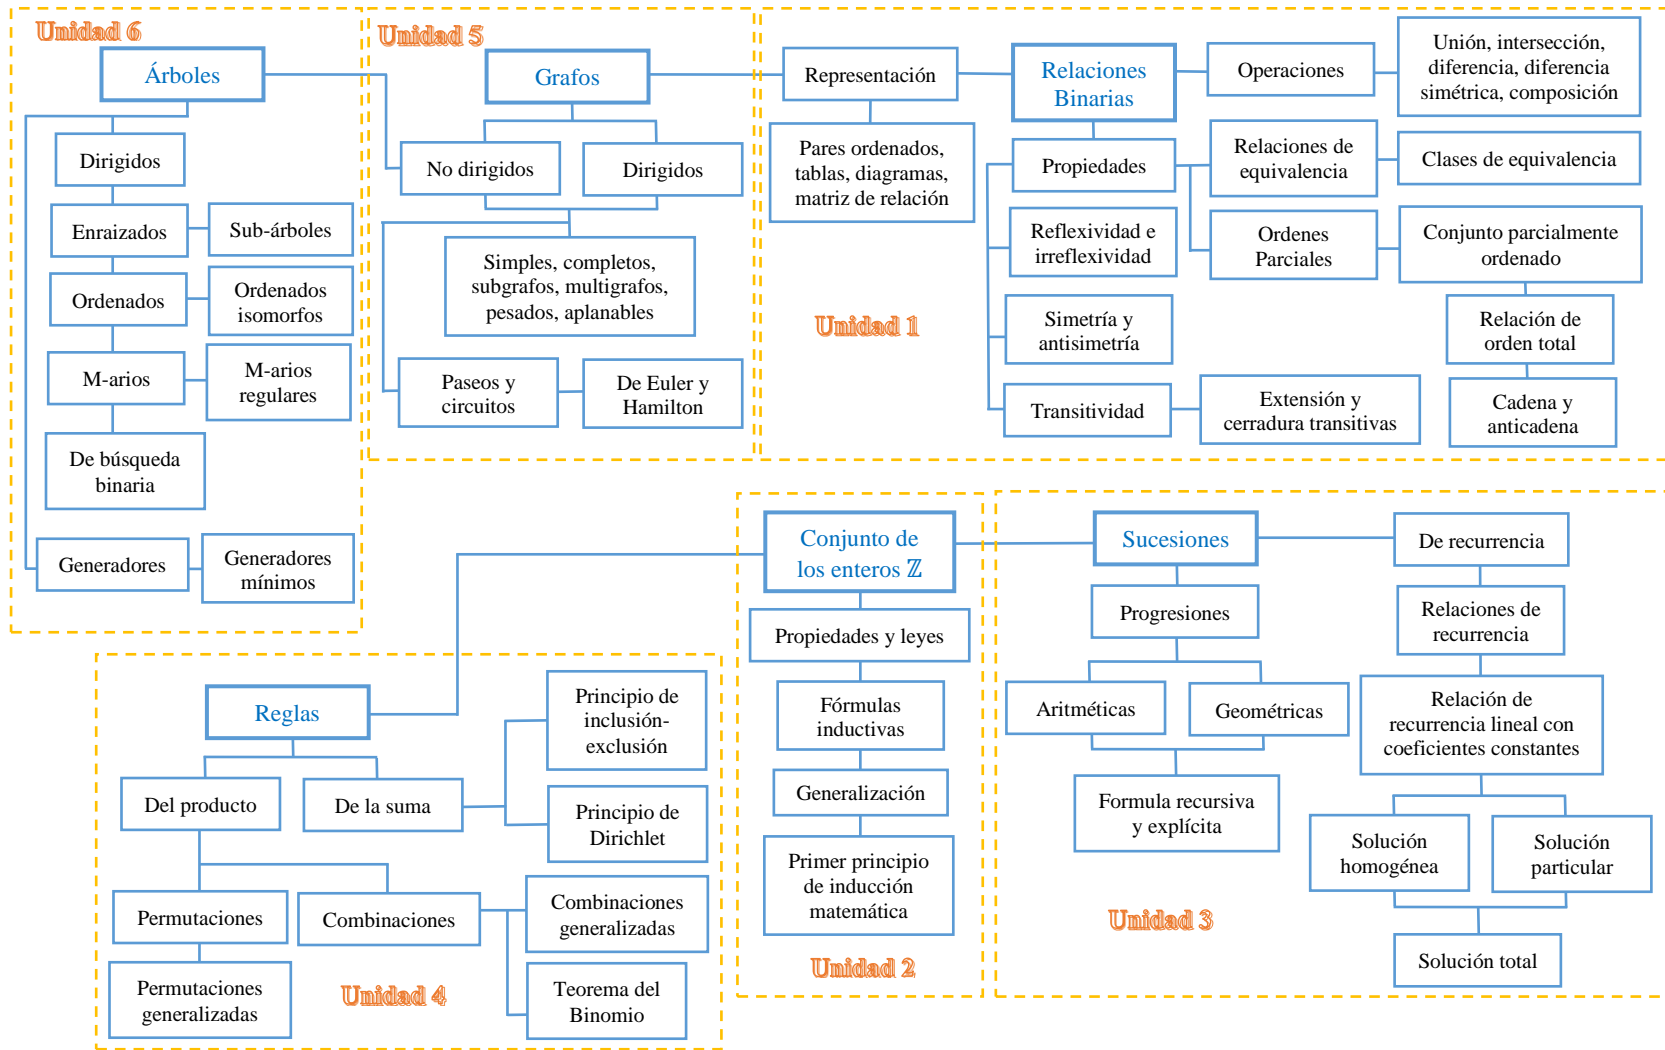 Unidad 6
Árboles
Dirigidos
Enraizados
Sub-árboles
Ordenados
Ordenados
isomorfos
M-arios
M-arios
regulares
De búsqueda
binaria
Generadores
Generadores
mínimos
Unidad 5
Grafos
No dirigidos
Dirigidos
Simples, completos,
subgrafos, multigrafos,
pesados, aplanables
Paseos y
circuitos
De Euler y
Hamilton
Representación
Relaciones
Binarias
Operaciones
Unión, intersección,
diferencia, diferencia
simétrica, composición
Pares ordenados,
tablas, diagramas,
matriz de relación
Propiedades
Relaciones de
equivalencia
Clases de equivalencia
Reflexividad e
irreflexividad
Ordenes
Parciales
Conjunto parcialmente
ordenado
Unidad 1
Simetría y
antisimetría
Relación de
orden total
Transitividad
Extensión y
cerradura transitivas
Cadena y
anticadena
Conjunto de
los enteros ℤ
Propiedades y leyes
Fórmulas
inductivas
Generalización
Primer principio
de inducción
matemática
Unidad 2
Sucesiones
De recurrencia
Progresiones
Relaciones de
recurrencia
Aritméticas
Geométricas
Relación de
recurrencia lineal con
coeficientes constantes
Formula recursiva
y explícita
Solución
homogénea
Solución
particular
Unidad 3
Solución total
Reglas
Principio de
inclusión-
exclusión
Del producto
De la suma
Principio de
Dirichlet
Permutaciones
Combinaciones
Combinaciones
generalizadas
Permutaciones
generalizadas
Unidad 4
Teorema del
Binomio